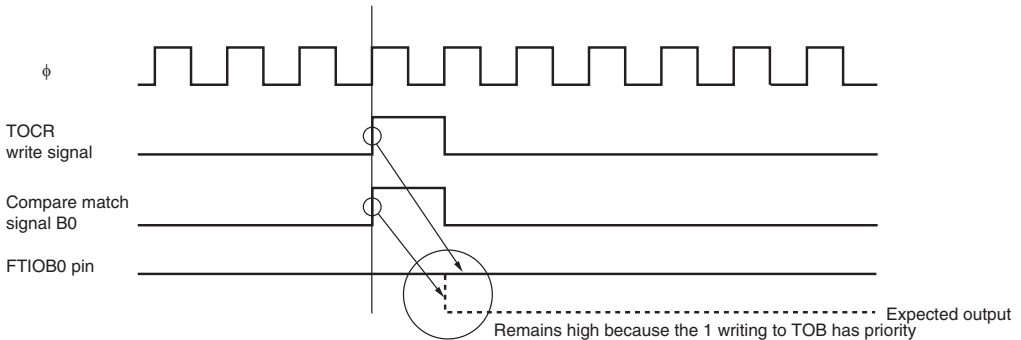 ϕ
TOCR
write signal
Compare match
signal B0
FTIOB0 pin
Expected output
Remains high because the 1 writing to TOB has priority